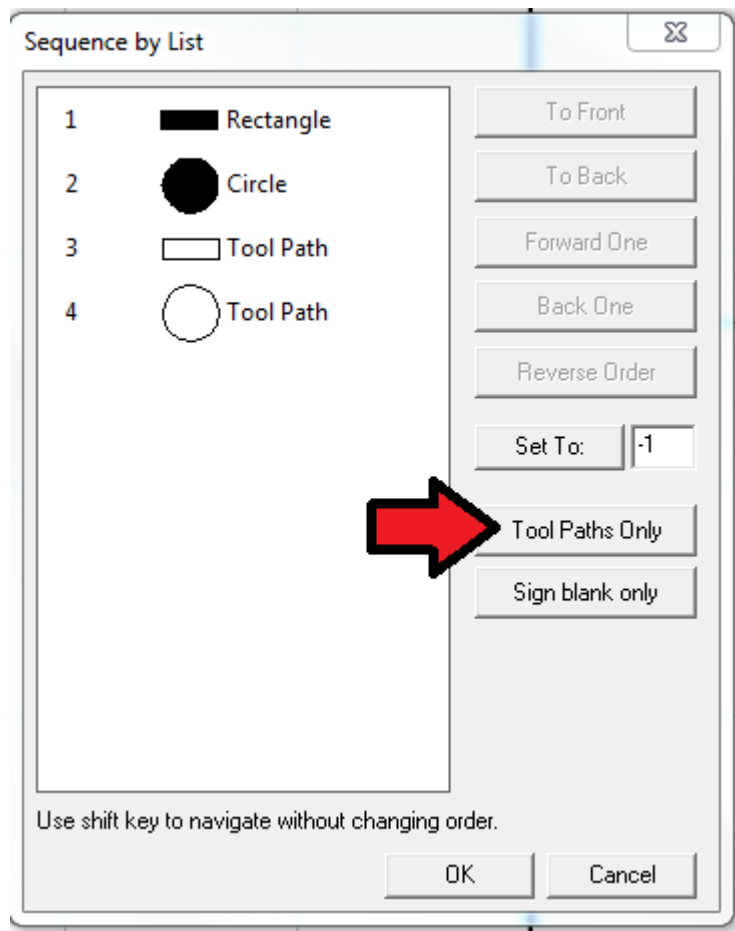 Sequence by List
1 Rectangle
2 Circle
3 Tool Path
4 Tool Path
To Front
To Back
Forward One
Back One
Reverse Order
Set To: -1
Tool Paths Only
Sign blank only
Use shift key to navigate without changing order.
OK
Cancel